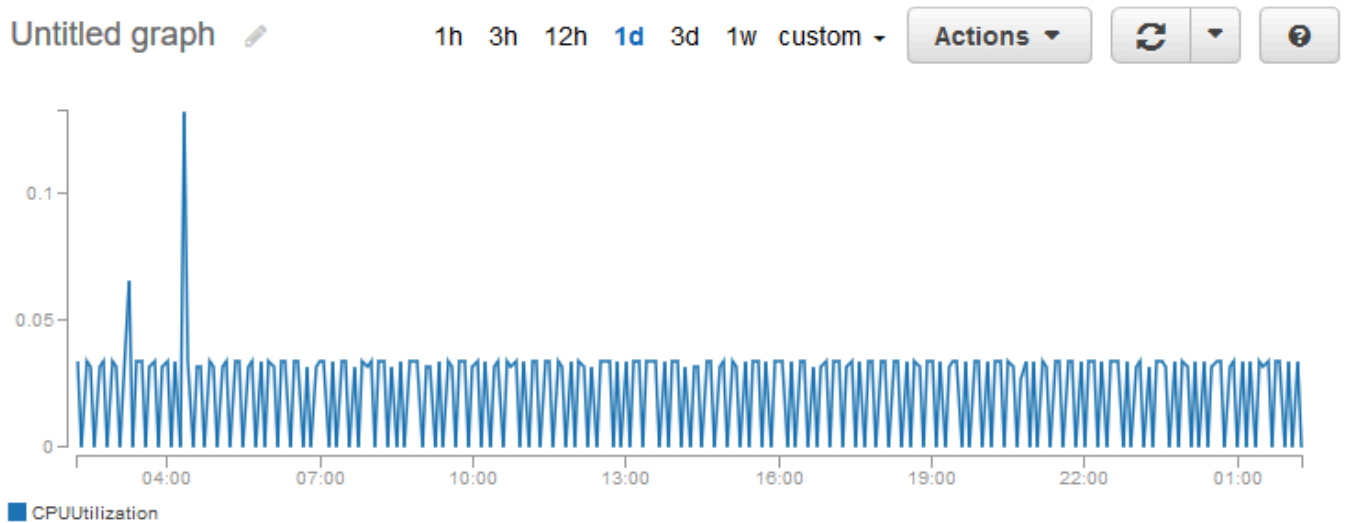 Untitled graph 1h 3h 12h 1d 3d 1w custom Actions ?
0.1
0.05
0
04:00 07:00 10:00 13:00 16:00 19:00 22:00 01:00
CPUUtilization